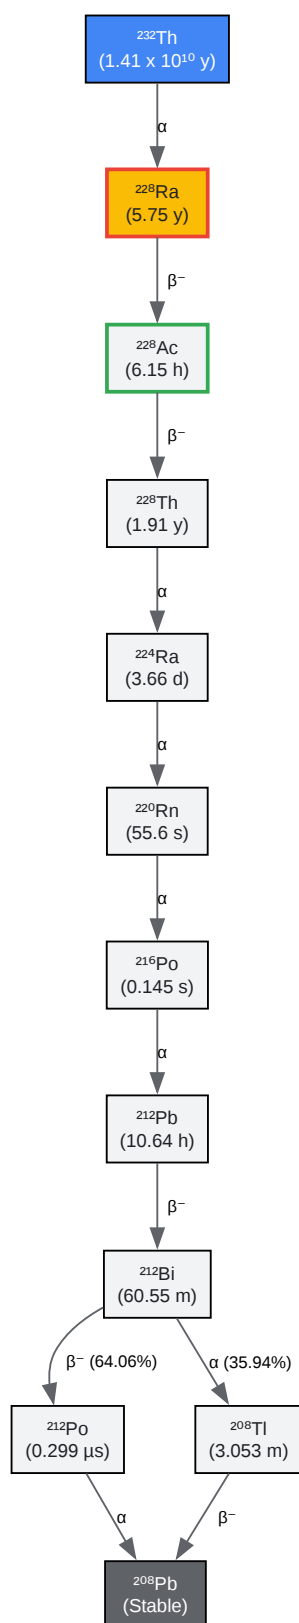 ²³²Th
(1.41 x 10¹⁰ y)
α
²²⁸Ra
(5.75 y)
β⁻
²²⁸Ac
(6.15 h)
β⁻
²²⁸Th
(1.91 y)
α
²²⁴Ra
(3.66 d)
α
²²⁰Rn
(55.6 s)
α
²¹⁶Po
(0.145 s)
α
²¹²Pb
(10.64 h)
β⁻
²¹²Bi
(60.55 m)
β⁻ (64.06%)
α (35.94%)
²¹²Po
(0.299 µs)
²⁰⁸Tl
(3.053 m)
α
β⁻
²⁰⁸Pb
(Stable)